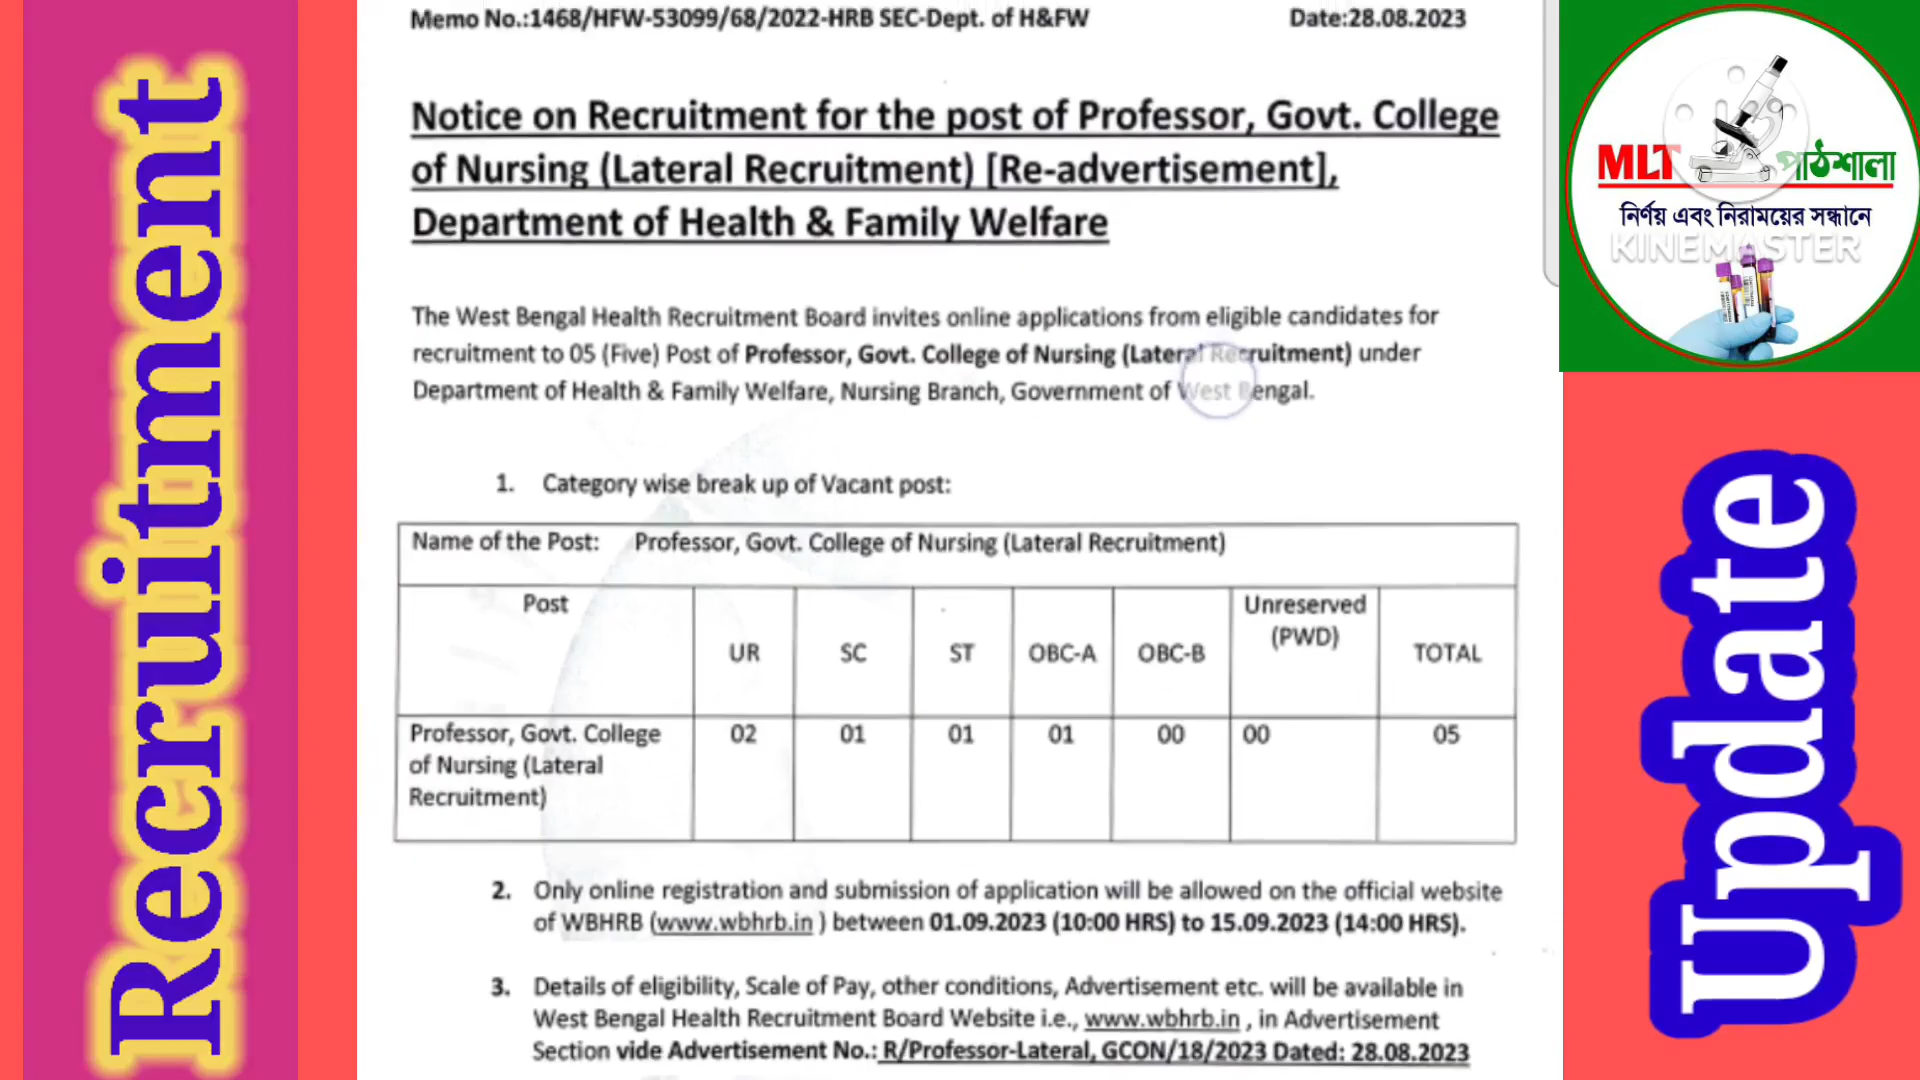 Recruitment
Memo No.:1468/HFW-53099/68/2022-HRB SEC-Dept. of H&FW Date:28.08.2023
Notice on Recruitment for the post of Professor, Govt. College
of Nursing (Lateral Recruitment) [Re-advertisement],
Department of Health & Family Welfare
The West Bengal Health Recruitment Board invites online applications from eligible candidates for
recruitment to 05 (Five) Post of Professor, Govt. College of Nursing (Lateral Recruitment) under
Department of Health & Family Welfare, Nursing Branch, Government of West Bengal.
1. Category wise break up of Vacant post:
Name of the Post: Professor, Govt. College of Nursing (Lateral Recruitment)
Post UR SC ST OBC-A OBC-B Unreserved (PWD) TOTAL
Professor, Govt. College 02 01 01 01 00 00 05
of Nursing (Lateral
Recruitment)
2. Only online registration and submission of application will be allowed on the official website
of WBHRB (www.wbhrb.in ) between 01.09.2023 (10:00 HRS) to 15.09.2023 (14:00 HRS).
3. Details of eligibility, Scale of Pay, other conditions, Advertisement etc. will be available in
West Bengal Health Recruitment Board Website i.e., www.wbhrb.in , in Advertisement
Section vide Advertisement No.: R/Professor-Lateral, GCON/18/2023 Dated: 28.08.2023
MLT পাঠশালা
নির্ণয় এবং নিরাময়ের সন্ধানে
KINEMASTER
Update